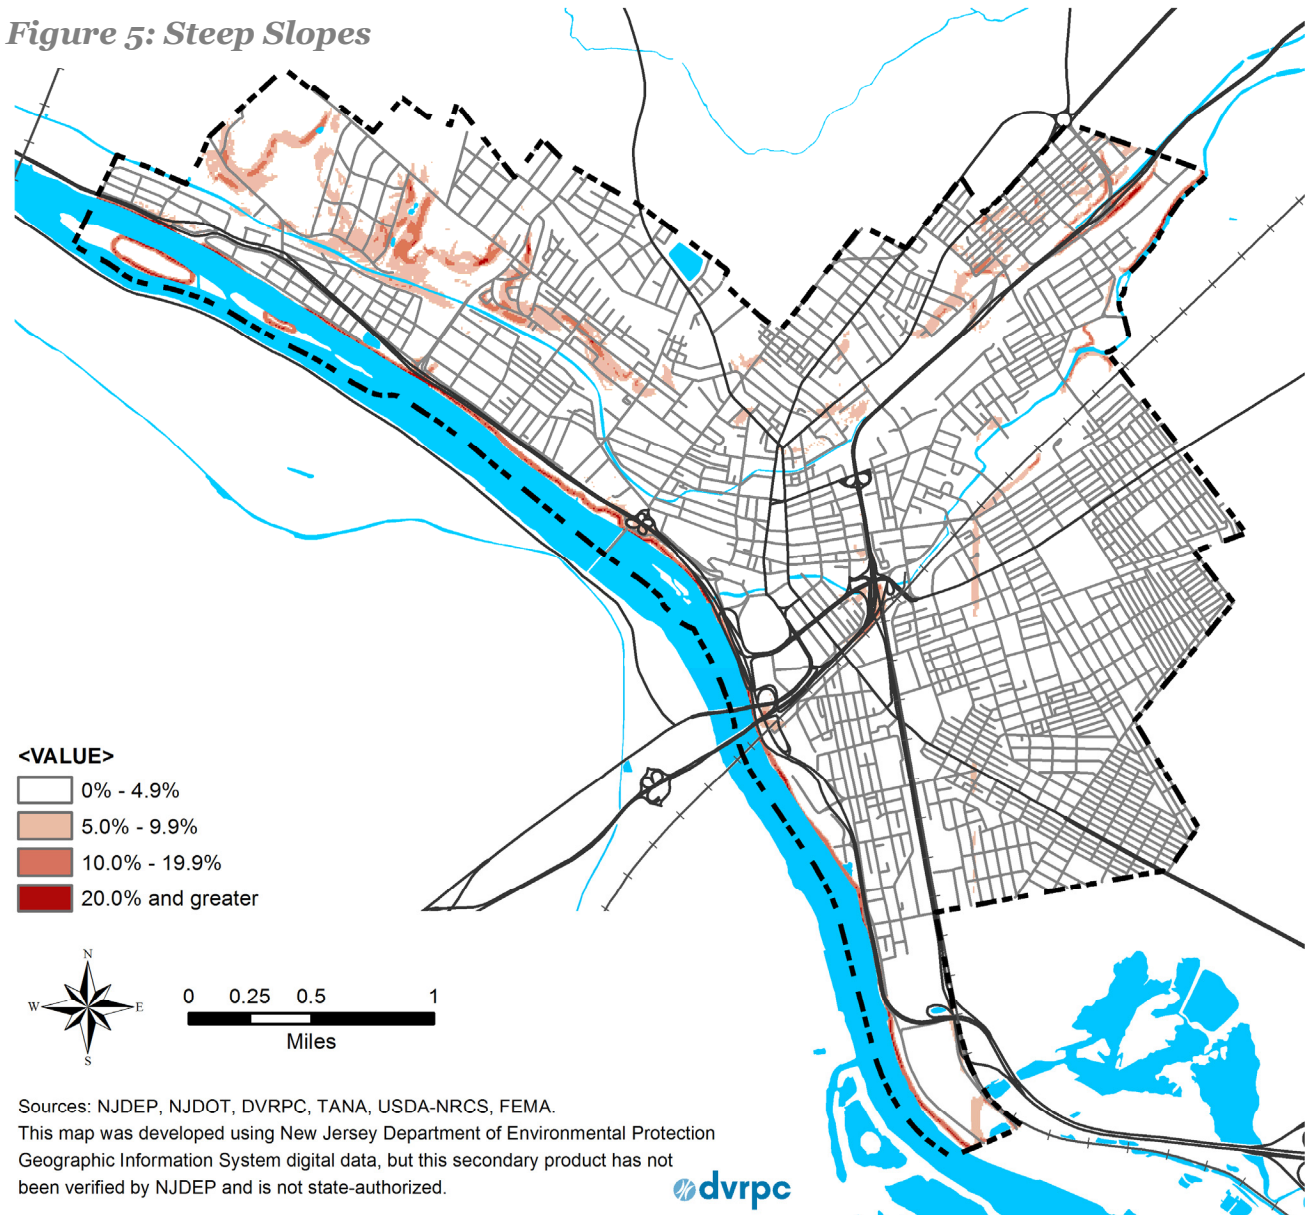 Figure 5: Steep Slopes
<VALUE>
0% - 4.9%
5.0% - 9.9%
10.0% - 19.9%
20.0% and greater
N
W E
S
0 0.25 0.5 1
Miles
Sources: NJDEP, NJDOT, DVRPC, TANA, USDA-NRCS, FEMA.
This map was developed using New Jersey Department of Environmental Protection
Geographic Information System digital data, but this secondary product has not
been verified by NJDEP and is not state-authorized.
dvrpc